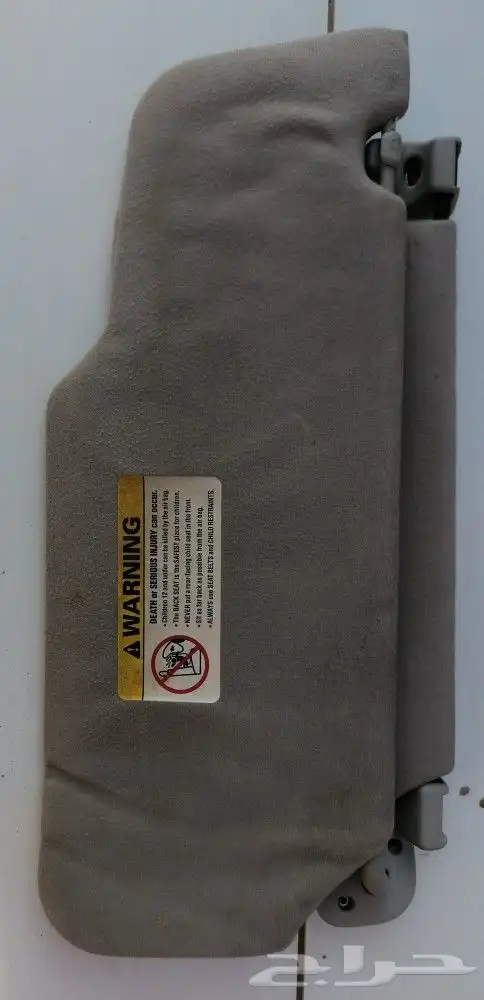 WARNING
DEATH or SERIOUS INJURY can occur.
• Children 12 and under can be killed by the air bag.
• The BACK SEAT is the SAFEST place for children.
• NEVER put a rear-facing child seat in the front.
• Sit as far back as possible from the air bag.
• ALWAYS use SEAT BELTS and CHILD RESTRAINTS.
حراج